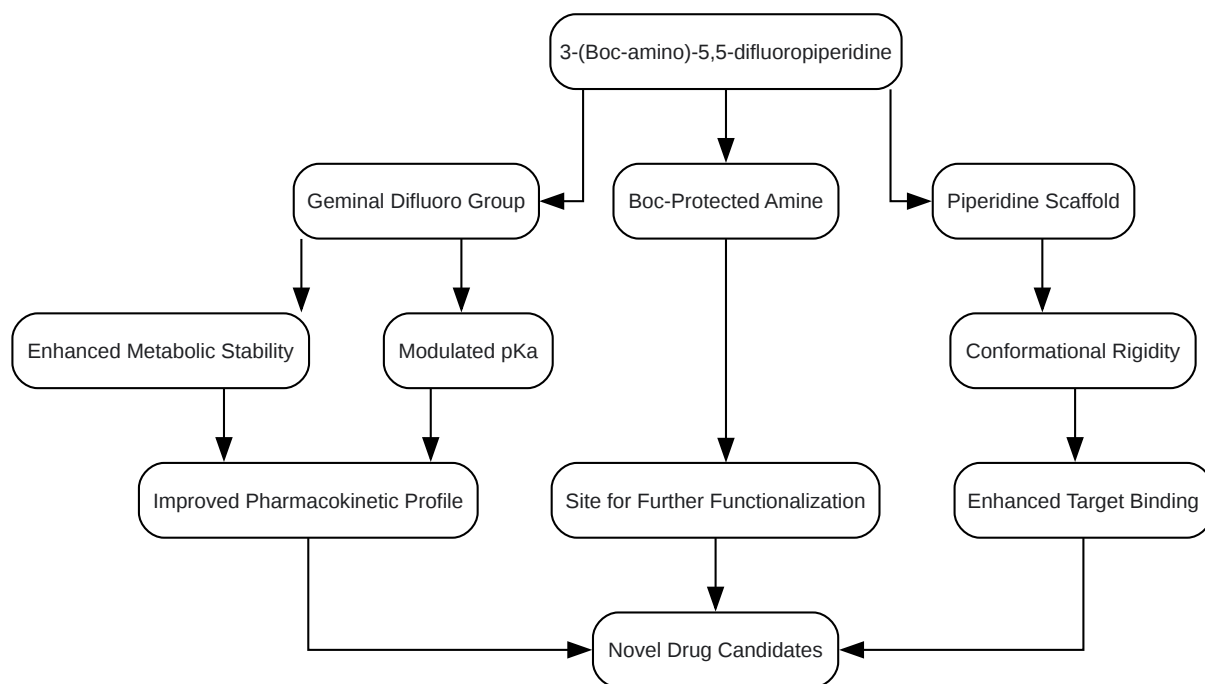 3-(Boc-amino)-5,5-difluoropiperidine
Geminal Difluoro Group
Boc-Protected Amine
Piperidine Scaffold
Enhanced Metabolic Stability
Modulated pKa
Conformational Rigidity
Improved Pharmacokinetic Profile
Site for Further Functionalization
Enhanced Target Binding
Novel Drug Candidates